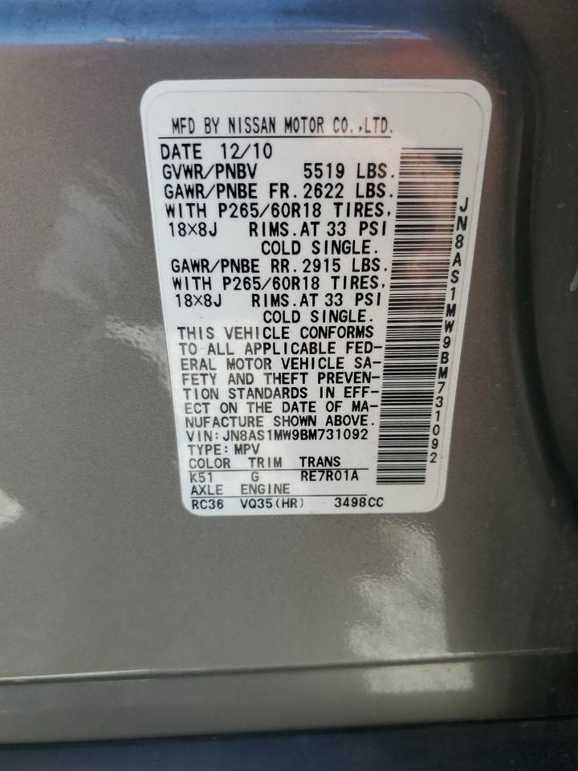 MFD BY NISSAN MOTOR CO.,LTD.
DATE 12/10
GVWR/PNBV 5519 LBS.
GAWR/PNBE FR. 2622 LBS.
WITH P265/60R18 TIRES,
18×8J RIMS. AT 33 PSI
COLD SINGLE.
GAWR/PNBE RR. 2915 LBS.
WITH P265/60R18 TIRES,
18×8J RIMS. AT 33 PSI
COLD SINGLE.
THIS VEHICLE CONFORMS
TO ALL APPLICABLE FED-
ERAL MOTOR VEHICLE SA-
FETY AND THEFT PREVEN-
TION STANDARDS IN EFF-
ECT ON THE DATE OF MA-
NUFACTURE SHOWN ABOVE.
VIN: JN8AS1MW9BM731092
TYPE: MPV
COLOR TRIM TRANS
K51 G RE7R01A
AXLE ENGINE
RC36 VQ35(HR) 3498CC
JN8AS1MW9BM731092